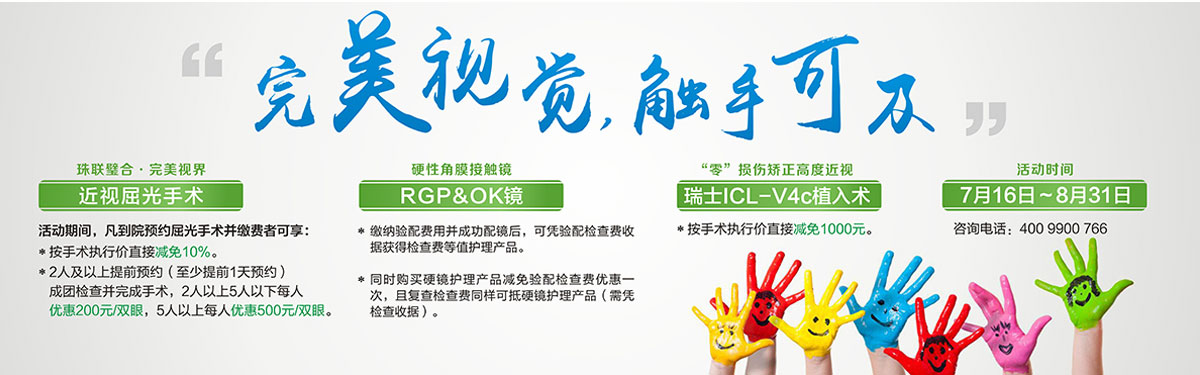 “完美视觉,触手可及”
珠联璧合·完美视界
近视屈光手术
活动期间,凡到院预约屈光手术并缴费者可享:
*按手术执行价直接减免10%。
*2人及以上提前预约(至少提前1天预约)
成团检查并完成手术,2人以上5人以下每人
优惠200元/双眼,5人以上每人优惠500元/双眼。
硬性角膜接触镜
RGP&OK镜
*缴纳验配费用并成功配镜后,可凭验配检查费收
据获得检查费等值护理产品。
*同时购买硬镜护理产品减免验配检查费优惠一
次,且复查检查费同样可抵硬镜护理产品(需凭
检查收据)。
“零”损伤矫正高度近视
瑞士ICL-V4c植入术
*按手术执行价直接减免1000元。
活动时间
7月16日~8月31日
咨询电话:400 9900 766